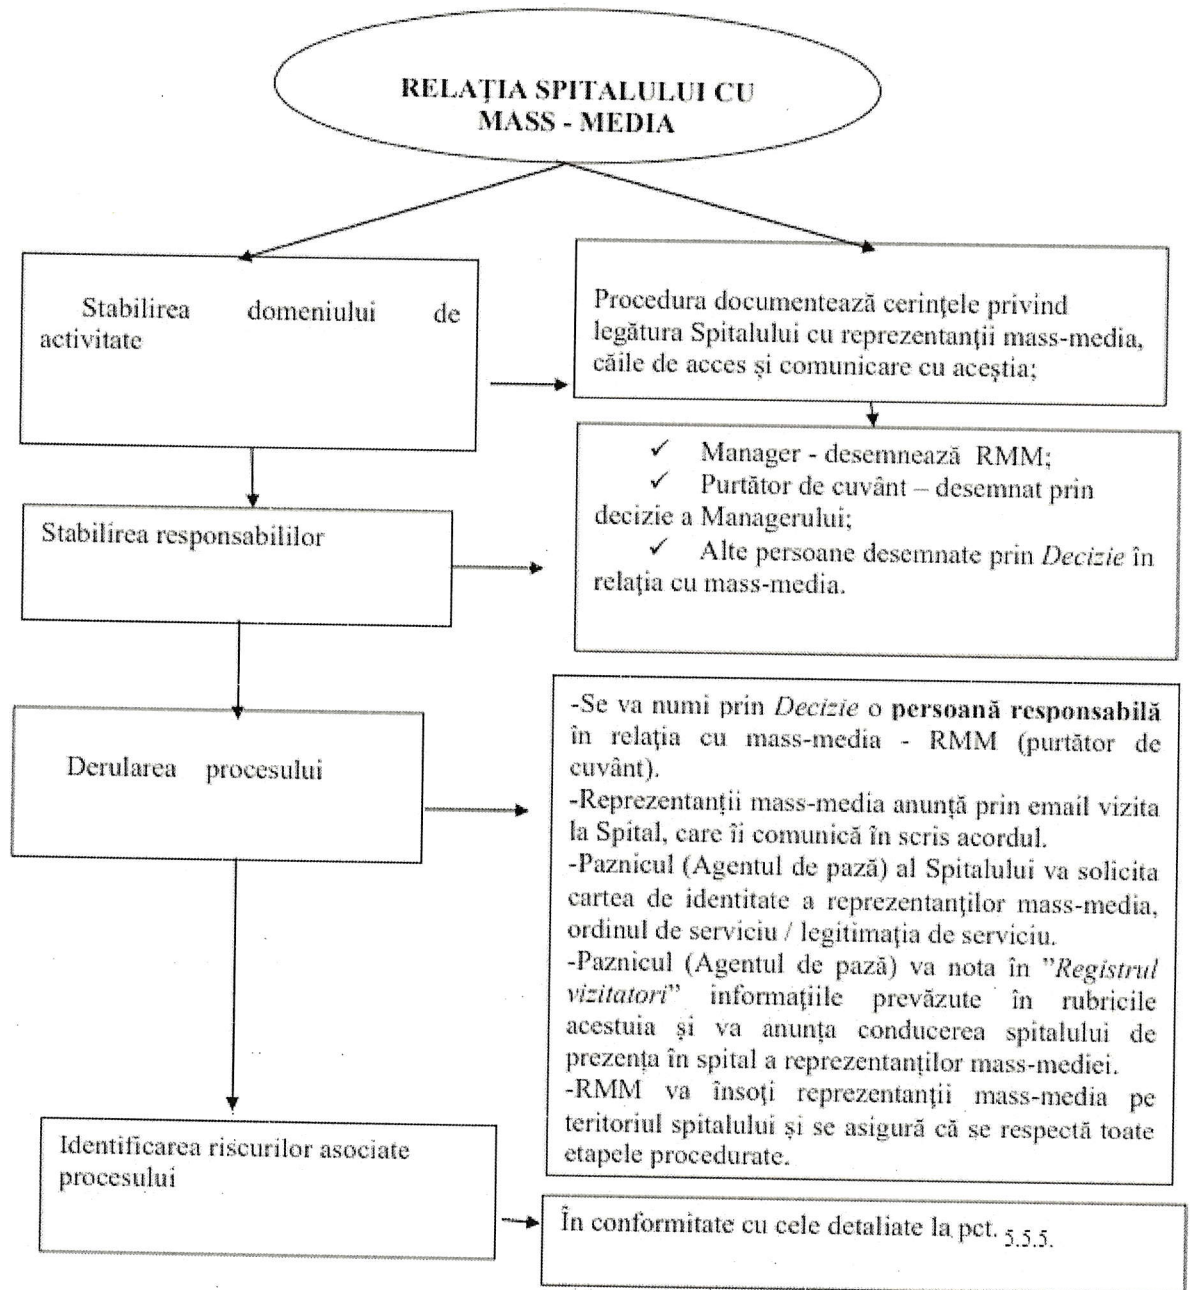 RELAȚIA SPITALULUI CU
MASS - MEDIA
Stabilirea domeniului de
activitate
Procedura documentează cerințele privind
legătura Spitalului cu reprezentanții mass-media,
căile de acces și comunicare cu aceștia;
Stabilirea responsabililor
✓ Manager - desemnează RMM;
✓ Purtător de cuvânt – desemnat prin
decizie a Managerului;
✓ Alte persoane desemnate prin Decizie în
relația cu mass-media.
Derularea procesului
-Se va numi prin Decizie o persoană responsabilă
în relația cu mass-media - RMM (purtător de
cuvânt).
-Reprezentanții mass-media anunță prin email vizita
la Spital, care îi comunică în scris acordul.
-Paznicul (Agentul de pază) al Spitalului va solicita
cartea de identitate a reprezentanților mass-media,
ordinul de serviciu / legitimația de serviciu.
-Paznicul (Agentul de pază) va nota în ”Registrul
vizitatori” informațiile prevăzute în rubricile
acestuia și va anunța conducerea spitalului de
prezența în spital a reprezentanților mass-mediei.
-RMM va însoți reprezentanții mass-media pe
teritoriul spitalului și se asigură că se respectă toate
etapele procedurate.
Identificarea riscurilor asociate
procesului
În conformitate cu cele detaliate la pct. 5.5.5.